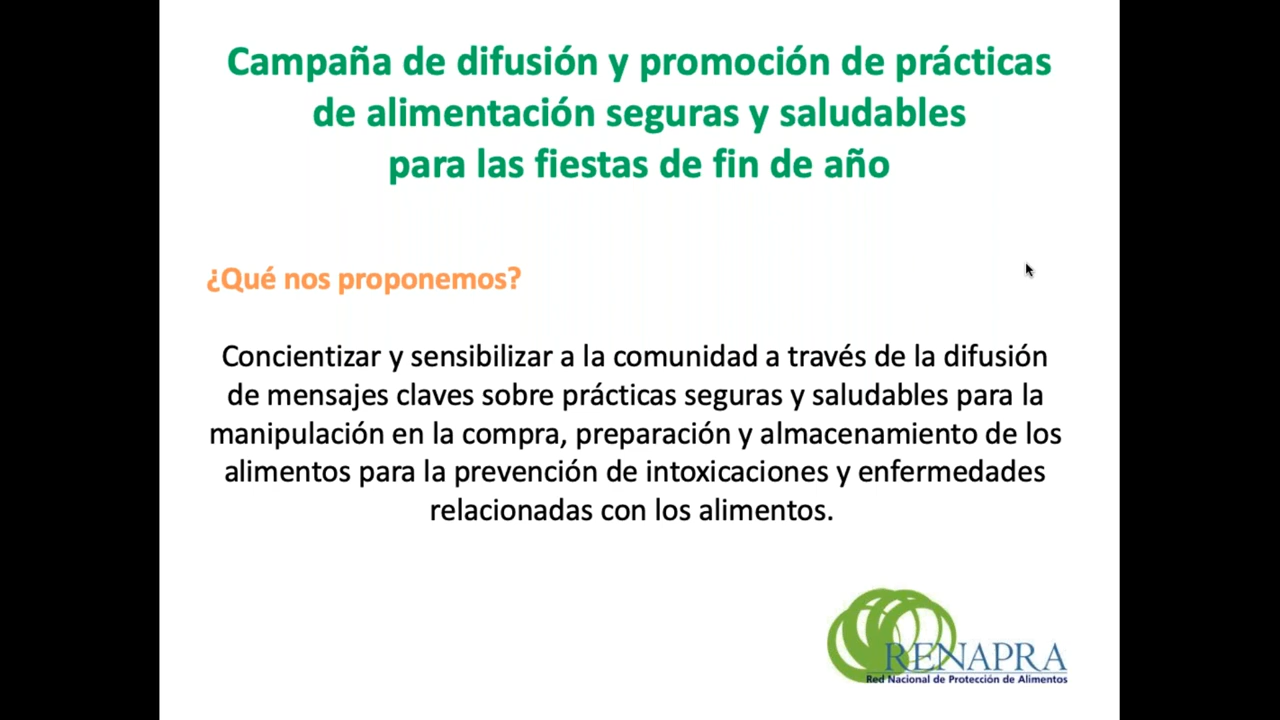 Campaña de difusión y promoción de prácticas
de alimentación seguras y saludables
para las fiestas de fin de año
¿Qué nos proponemos?
Concientizar y sensibilizar a la comunidad a través de la difusión
de mensajes claves sobre prácticas seguras y saludables para la
manipulación en la compra, preparación y almacenamiento de los
alimentos para la prevención de intoxicaciones y enfermedades
relacionadas con los alimentos.
RENAPRA
Red Nacional de Protección de Alimentos